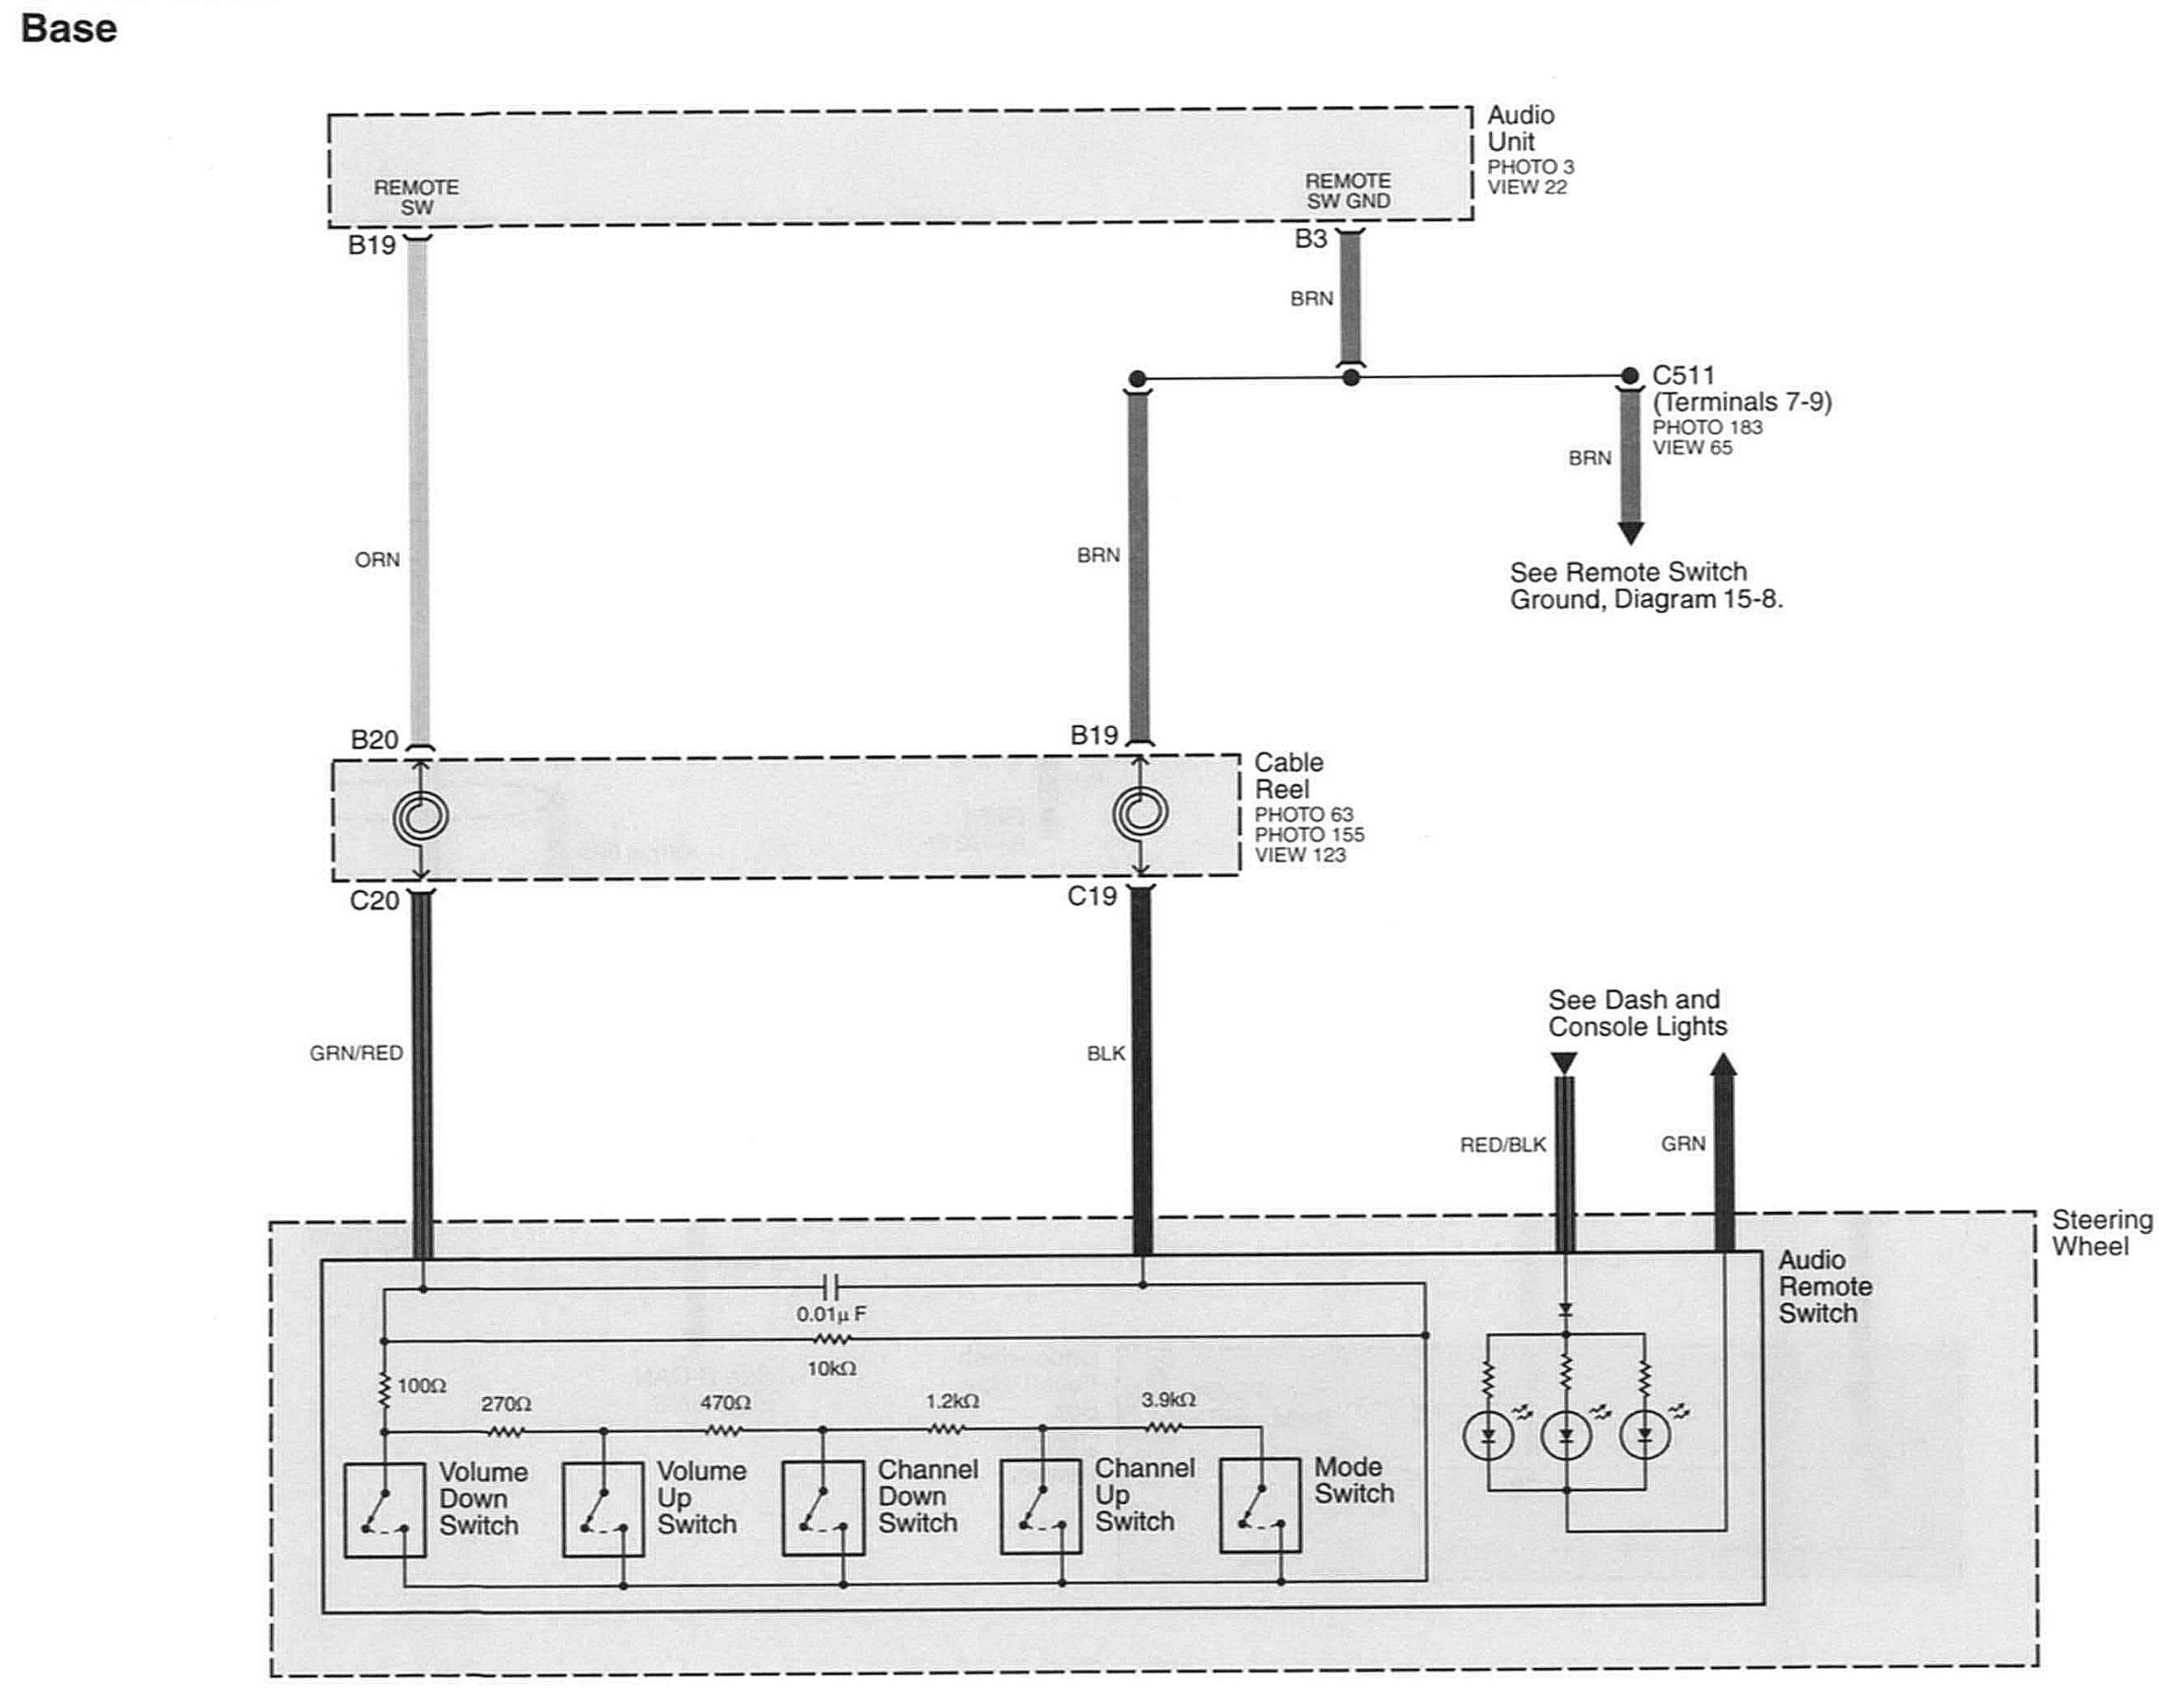 Base
Audio
Unit
PHOTO 3
VIEW 22
REMOTE
SW
REMOTE
SW GND
B19
B3
BRN
C511
(Terminals 7-9)
PHOTO 183
VIEW 65
BRN
ORN
BRN
See Remote Switch
Ground, Diagram 15-8.
B20
B19
Cable
Reel
PHOTO 63
PHOTO 155
VIEW 123
C20
C19
See Dash and
Console Lights
GRN/RED
BLK
RED/BLK
GRN
Steering
Wheel
Audio
Remote
Switch
0.01µ F
10kΩ
100Ω
270Ω
470Ω
1.2kΩ
3.9kΩ
Volume
Down
Switch
Volume
Up
Switch
Channel
Down
Switch
Channel
Up
Switch
Mode
Switch